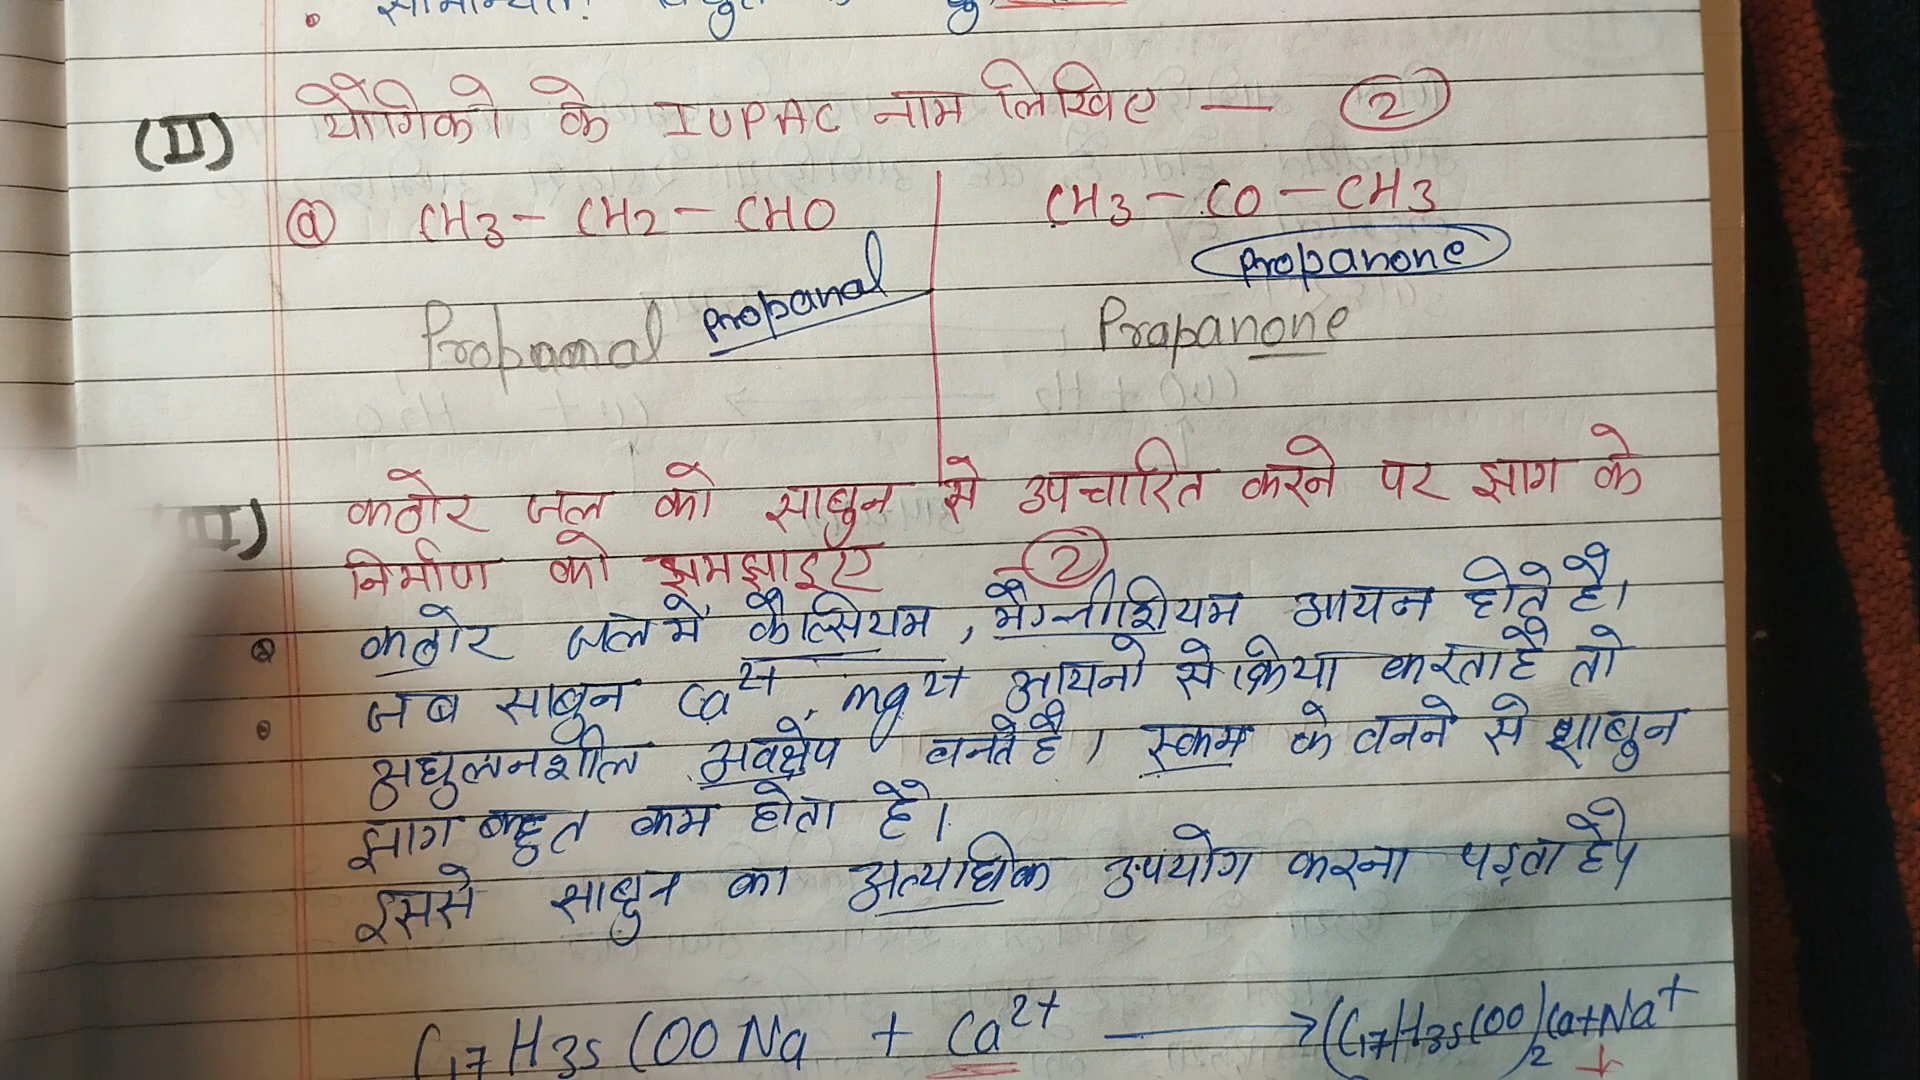 (II) यौगिको के IUPAC नाम लिखिए — (2)
@ CH3 - CH2 - CHO
CH3 - CO - CH3
Propanal propanal
propanone
Propanone
कठोर जल को साबुन से उपचारित करने पर झाग के
निर्माण को समझाइए - (2)
कठोर जल में कैल्सियम, मैग्नीशियम आयन होते है।
जब साबुन Ca2+, mg2+ आयनो से क्रिया करता है तो
अघुलनशील अवक्षेप बनते है, स्कम के वनने से शाबुन
झाग बहुत कम होता है।
इससे साबुन का अत्याधिक उपयोग करना पड़ता है।
C17H35COONa + Ca2+ ⟶ (C17H35COO)2Ca+Na+